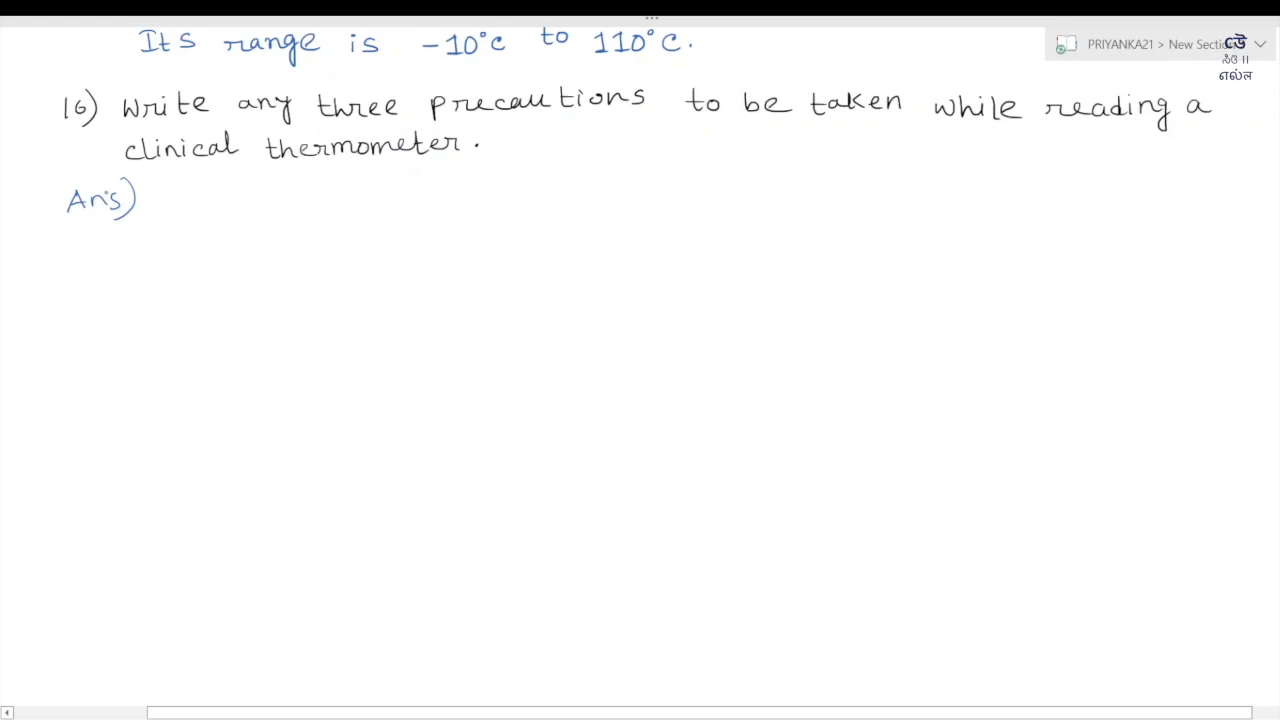 Its range is -10°C to 110°C.
PRIYANKA21 > New Section
16) Write any three precautions to be taken while reading a
clinical thermometer.
Ans)